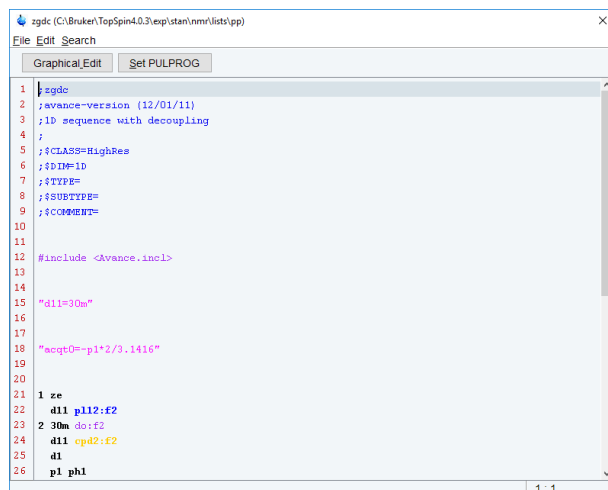 zgdc (C:\Bruker\TopSpin4.0.3\exp\stan\nmr\lists\pp)
File Edit Search
Graphical Edit Set PULPROG
1 ;zgdc
2 ;avance-version (12/01/11)
3 ;1D sequence with decoupling
4 ;
5 ;$CLASS=HighRes
6 ;$DIM=1D
7 ;$TYPE=
8 ;$SUBTYPE=
9 ;$COMMENT=
10
11
12 #include <Avance.incl>
13
14
15 "d11=30m"
16
17
18 "acqt0=-p1*2/3.1416"
19
20
21 1 ze
22 d11 pl12:f2
23 2 30m do:f2
24 d11 cpd2:f2
25 d1
26 p1 ph1
1 : 1